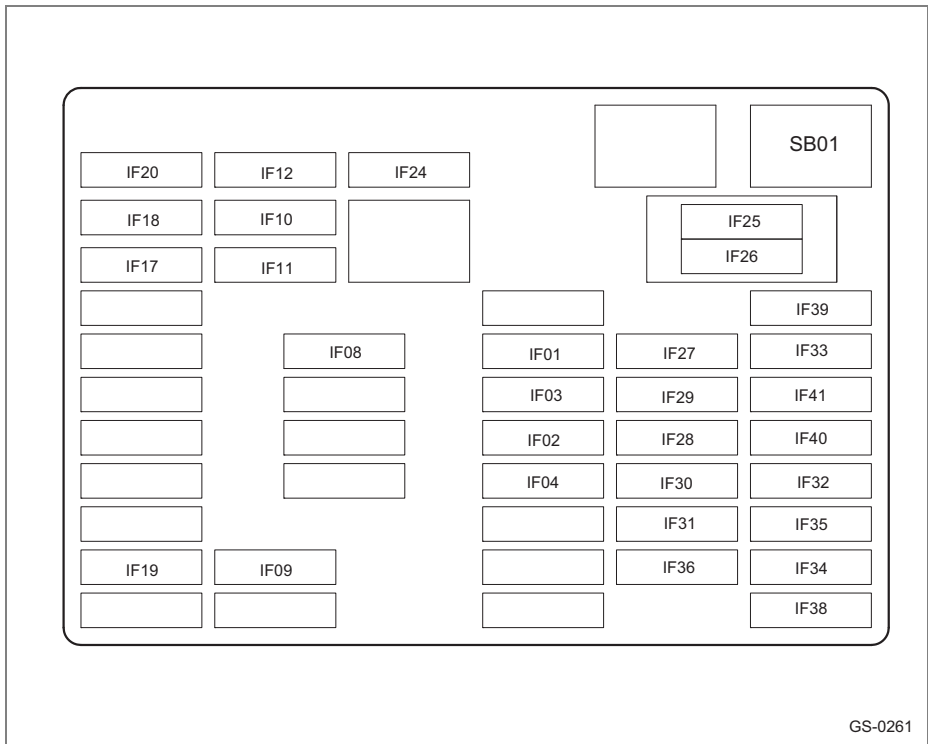 SB01
IF20 IF12 IF24
IF18 IF10 IF25
IF17 IF11 IF26
IF39
IF08 IF01 IF27 IF33
IF03 IF29 IF41
IF02 IF28 IF40
IF04 IF30 IF32
IF31 IF35
IF19 IF09 IF36 IF34
IF38
GS-0261